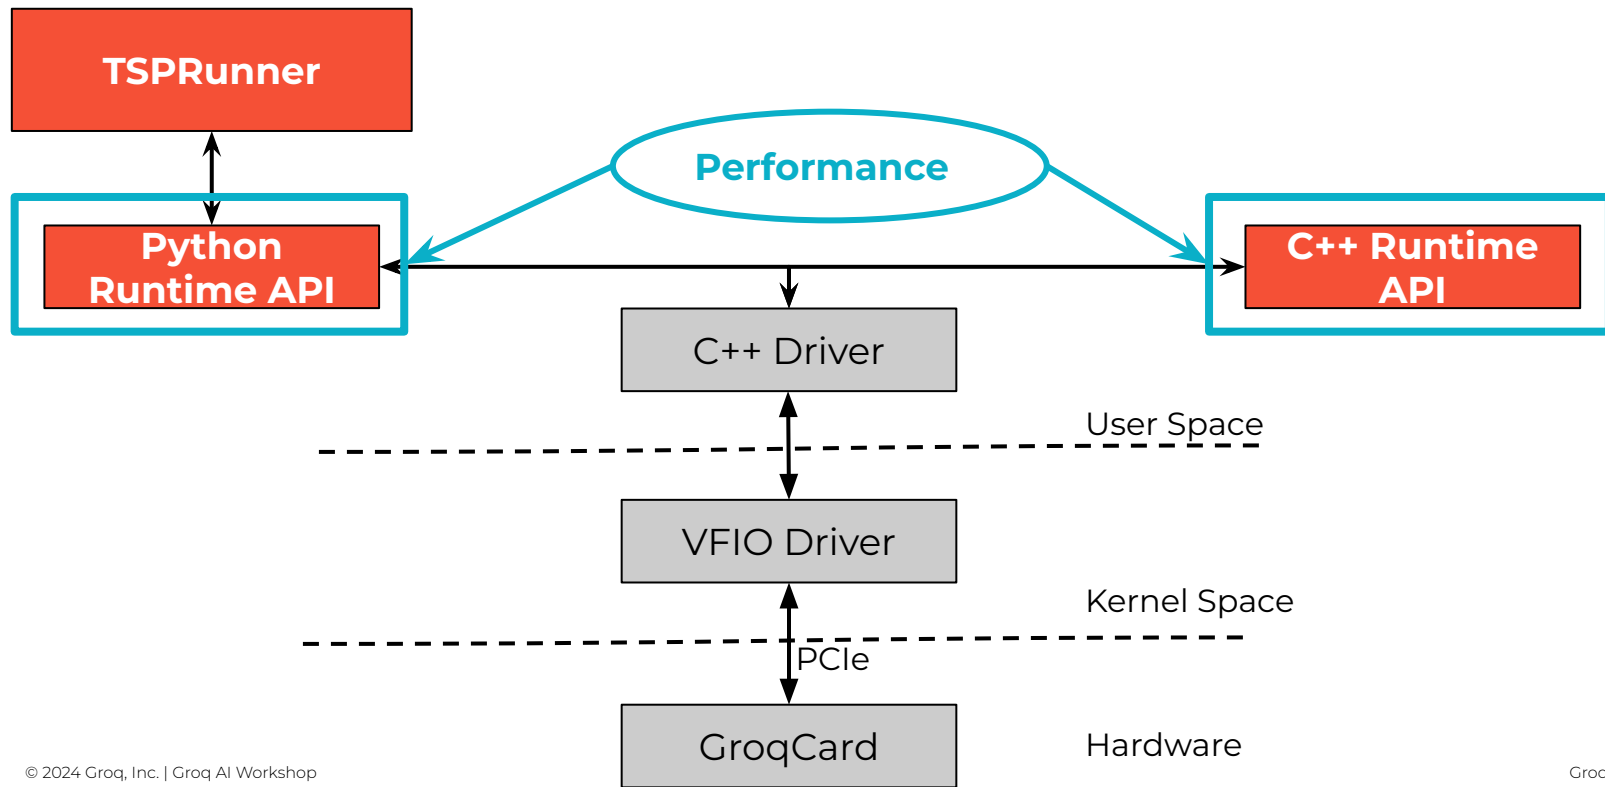 TSPRunner
Performance
Python
Runtime API
C++ Runtime
API
C++ Driver
User Space
VFIO Driver
Kernel Space
PCIe
GroqCard
Hardware
© 2024 Groq, Inc. | Groq AI Workshop
Groq